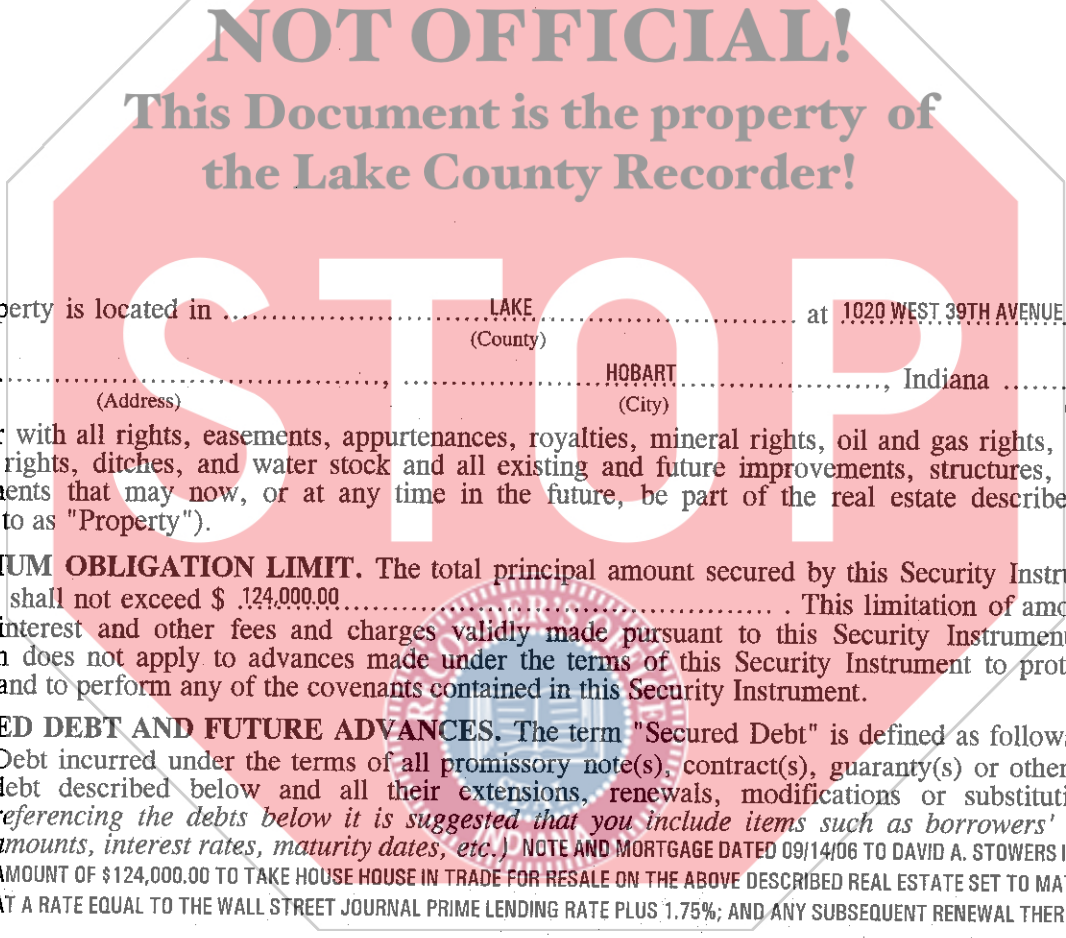 NOT OFFICIAL!
This Document is the property of
the Lake County Recorder!
STOP
perty is located in ........................................ LAKE ........................................ at 1020 WEST 39TH AVENUE
(County)
........................................, ........................ HOBART ........................, Indiana ......
(Address) (City)
r with all rights, easements, appurtenances, royalties, mineral rights, oil and gas rights,
rights, ditches, and water stock and all existing and future improvements, structures,
ents that may now, or at any time in the future, be part of the real estate describe
to as "Property").
UM OBLIGATION LIMIT. The total principal amount secured by this Security Instru
shall not exceed $ .124,000.00........................................ . This limitation of amo
interest and other fees and charges validly made pursuant to this Security Instrument
n does not apply to advances made under the terms of this Security Instrument to prot
and to perform any of the covenants contained in this Security Instrument.
ED DEBT AND FUTURE ADVANCES. The term "Secured Debt" is defined as follow
Debt incurred under the terms of all promissory note(s), contract(s), guaranty(s) or other
debt described below and all their extensions, renewals, modifications or substituti
referencing the debts below it is suggested that you include items such as borrowers'
amounts, interest rates, maturity dates, etc.) NOTE AND MORTGAGE DATED 09/14/06 TO DAVID A. STOWERS I
AMOUNT OF $124,000.00 TO TAKE HOUSE HOUSE IN TRADE FOR RESALE ON THE ABOVE DESCRIBED REAL ESTATE SET TO MA
AT A RATE EQUAL TO THE WALL STREET JOURNAL PRIME LENDING RATE PLUS 1.75%; AND ANY SUBSEQUENT RENEWAL THER
INDIANA